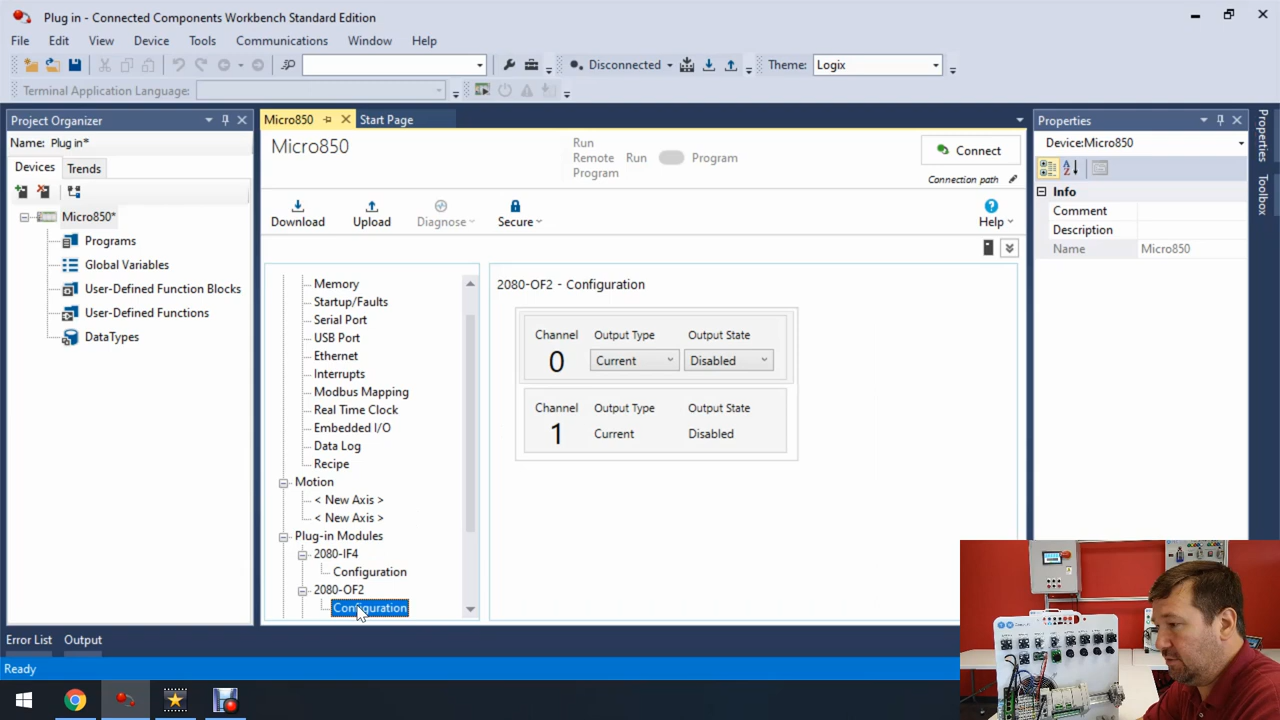 Plug in - Connected Components Workbench Standard Edition
File Edit View Device Tools Communications Window Help
Disconnected Theme: Logix
Terminal Application Language:
Project Organizer
Name: Plug in*
Devices Trends
Micro850*
Programs
Global Variables
User-Defined Function Blocks
User-Defined Functions
DataTypes
Micro850 Start Page
Micro850
Run
Remote Run Program
Program
Connect
Connection path
Download Upload Diagnose Secure Help
Memory
Startup/Faults
Serial Port
USB Port
Ethernet
Interrupts
Modbus Mapping
Real Time Clock
Embedded I/O
Data Log
Recipe
Motion
< New Axis >
< New Axis >
Plug-in Modules
2080-IF4
Configuration
2080-OF2
Configuration
2080-OF2 - Configuration
Channel Output Type Output State
0 Current Disabled
Channel Output Type Output State
1 Current Disabled
Properties
Device:Micro850
Info
Comment
Description
Name Micro850
Properties
Toolbox
Error List Output
Ready